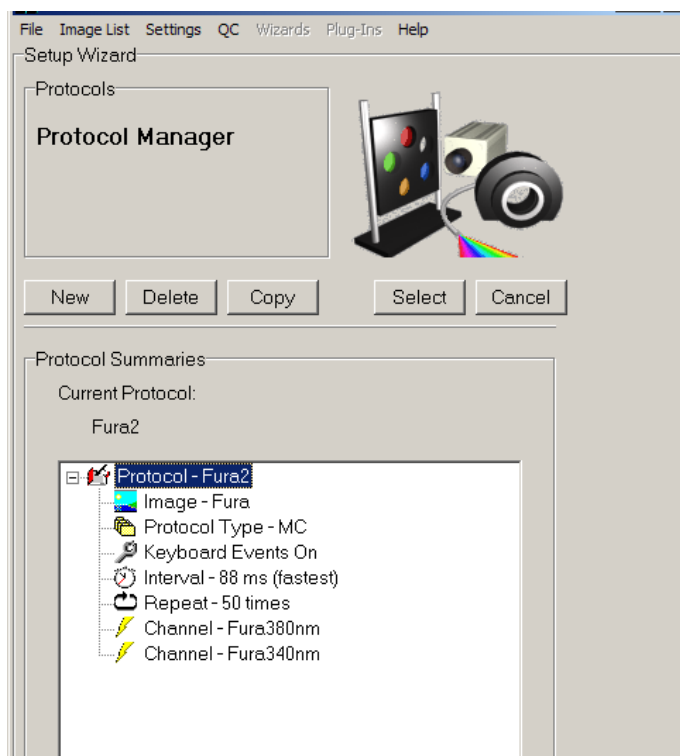 File Image List Settings QC Wizards Plug-Ins Help
Setup Wizard
Protocols
Protocol Manager
New Delete Copy Select Cancel
Protocol Summaries
Current Protocol:
Fura2
Protocol - Fura2
Image - Fura
Protocol Type - MC
Keyboard Events On
Interval - 88 ms (fastest)
Repeat - 50 times
Channel - Fura380nm
Channel - Fura340nm